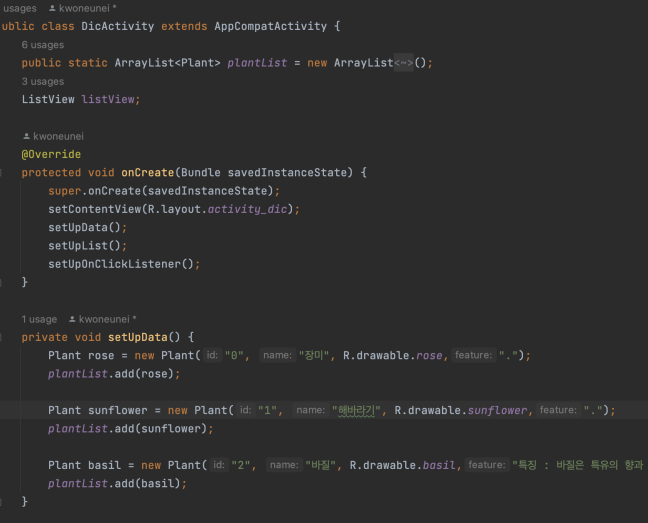 usages kwoneunei *
ublic class DicActivity extends AppCompatActivity {
6 usages
public static ArrayList<Plant> plantList = new ArrayList<~>();
3 usages
ListView listView;
kwoneunei
@Override
protected void onCreate(Bundle savedInstanceState) {
super.onCreate(savedInstanceState);
setContentView(R.layout.activity_dic);
setUpData();
setUpList();
setUpOnClickListener();
}
1 usage kwoneunei *
private void setUpData() {
Plant rose = new Plant( id: "0", name: "장미", R.drawable.rose, feature: ".");
plantList.add(rose);
Plant sunflower = new Plant( id: "1", name: "해바라기", R.drawable.sunflower, feature: ".");
plantList.add(sunflower);
Plant basil = new Plant( id: "2", name: "바질", R.drawable.basil, feature: "특징 : 바질은 특유의 향과
plantList.add(basil);
}